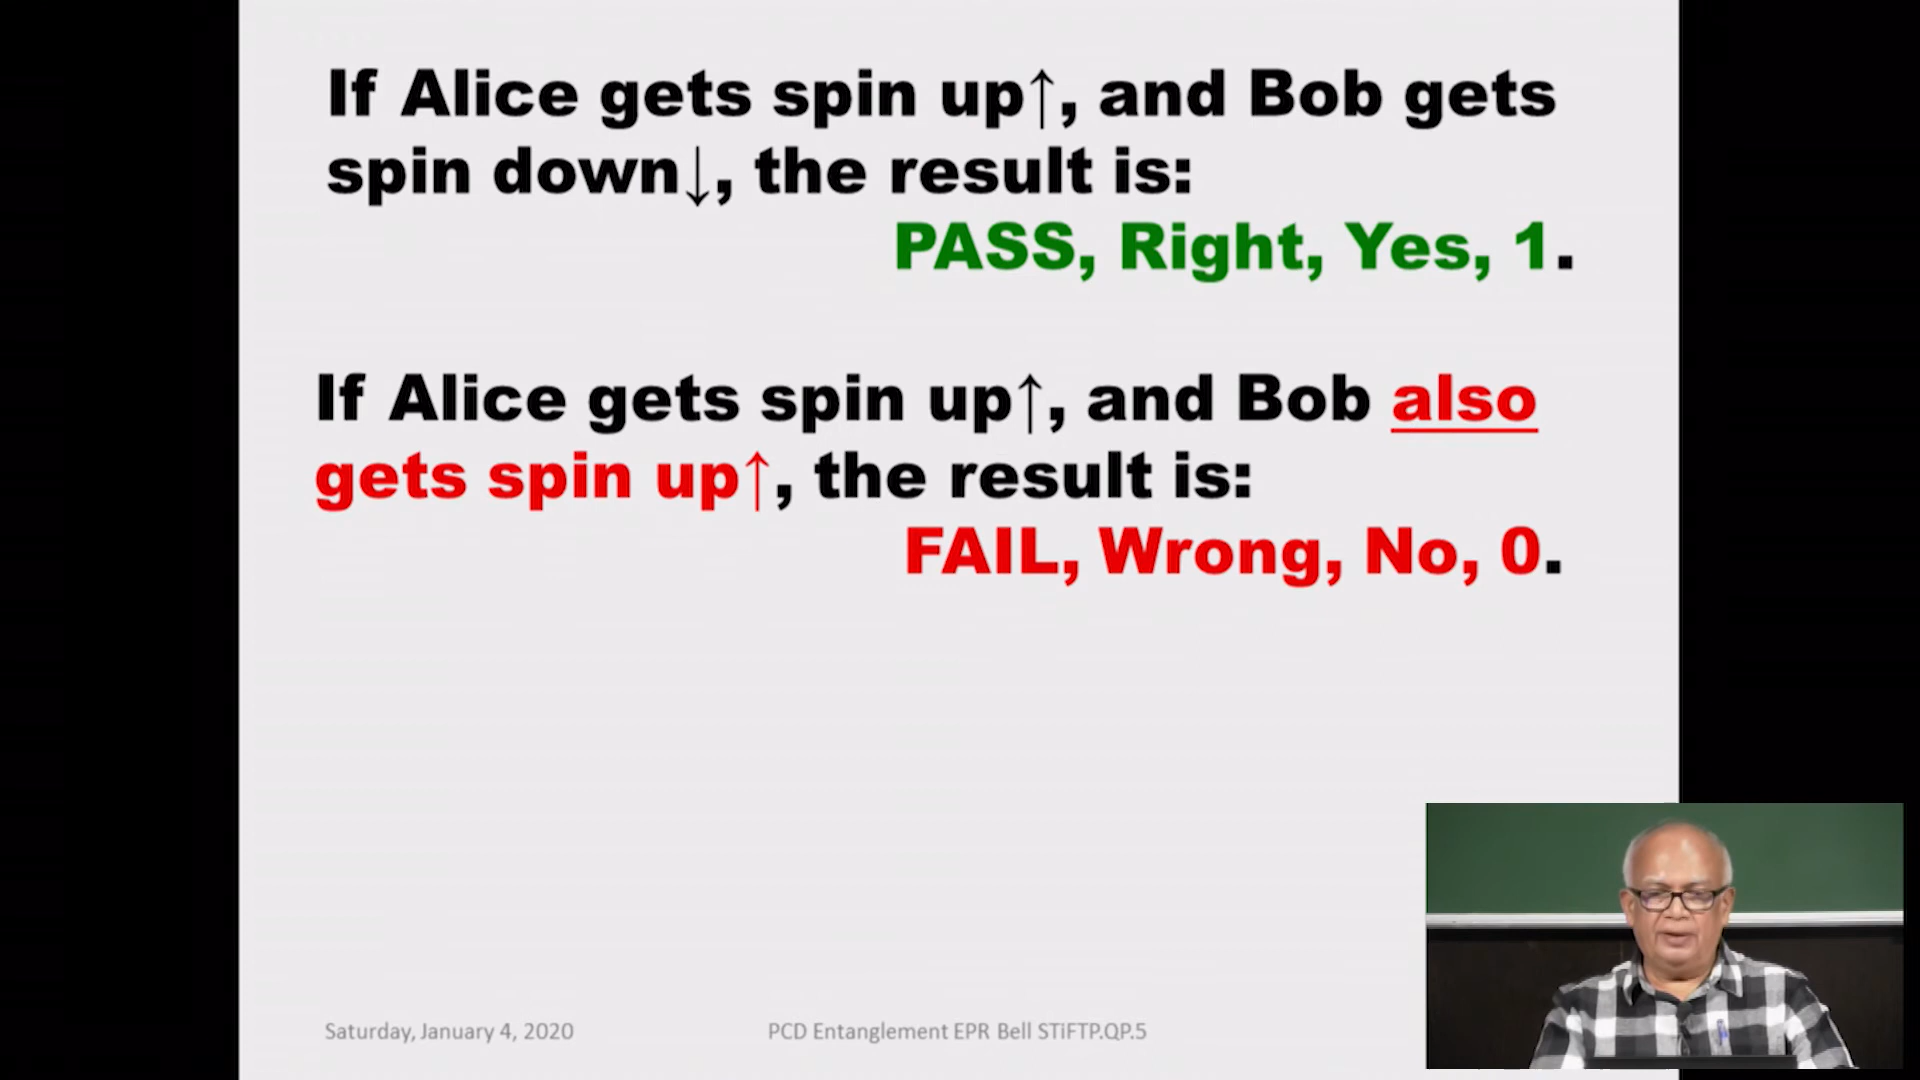 If Alice gets spin up↑, and Bob gets
spin down↓, the result is:
PASS, Right, Yes, 1.
If Alice gets spin up↑, and Bob also
gets spin up↑, the result is:
FAIL, Wrong, No, 0.
Saturday, January 4, 2020
PCD Entanglement EPR Bell STiFTP.QP.5